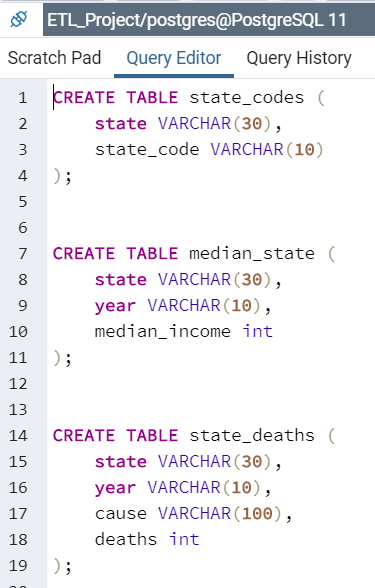 ETL_Project/postgres@PostgreSQL 11
Scratch Pad Query Editor Query History
1 CREATE TABLE state_codes (
2 state VARCHAR(30),
3 state_code VARCHAR(10)
4 );
5
6
7 CREATE TABLE median_state (
8 state VARCHAR(30),
9 year VARCHAR(10),
10 median_income int
11 );
12
13
14 CREATE TABLE state_deaths (
15 state VARCHAR(30),
16 year VARCHAR(10),
17 cause VARCHAR(100),
18 deaths int
19 );